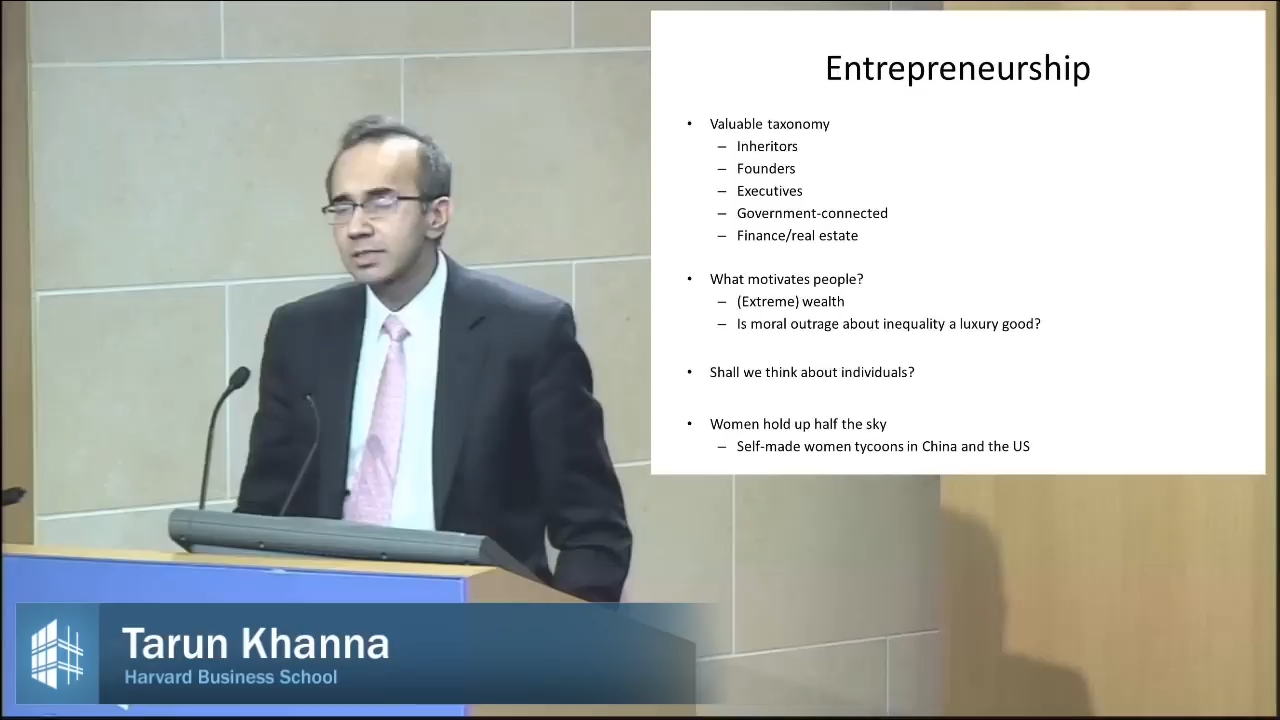 Entrepreneurship
• Valuable taxonomy
– Inheritors
– Founders
– Executives
– Government-connected
– Finance/real estate
• What motivates people?
– (Extreme) wealth
– Is moral outrage about inequality a luxury good?
• Shall we think about individuals?
• Women hold up half the sky
– Self-made women tycoons in China and the US
Tarun Khanna
Harvard Business School